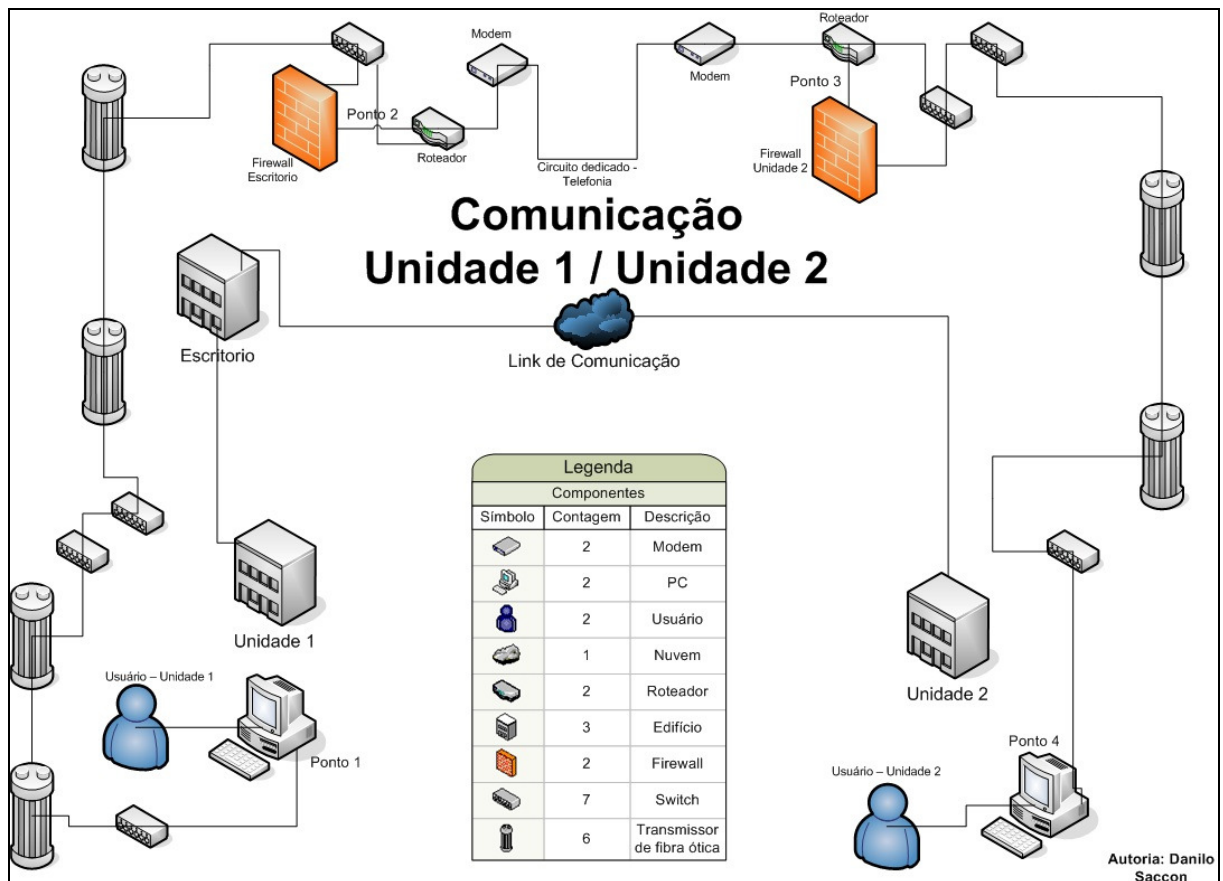 Modem
Roteador
Modem
Ponto 3
Ponto 2
Firewall
Escritorio
Roteador
Circuito dedicado -
Telefonia
Firewall
Unidade 2
Comunicação
Unidade 1 / Unidade 2
Escritorio
Link de Comunicação
Unidade 1
Unidade 2
Legenda
Componentes
Símbolo Contagem Descrição
2 Modem
2 PC
2 Usuário
1 Nuvem
2 Roteador
3 Edifício
2 Firewall
7 Switch
6 Transmissor
de fibra ótica
Usuário – Unidade 1
Ponto 1
Ponto 4
Usuário – Unidade 2
Autoria: Danilo
Saccon